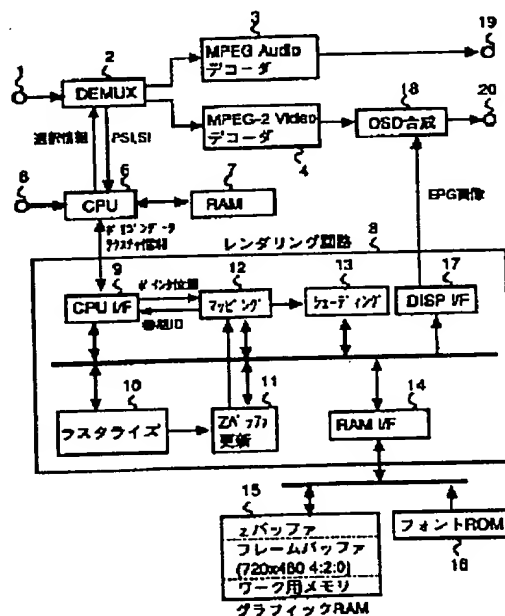 3
19
MPEG Audio
デコーダ
1
2
DEMUX
18
20
MPEG-2 Video
デコーダ
OSD合成
4
選択情報
PSI,SI
6
7
CPU
RAM
EPG画像
ポリゴンデータ
テクスチャ情報
レンダリング回路
8
9
12
13
17
CPU I/F
ポインタ位置
マッピング
シェーディング
DISP I/F
番組ID
10
11
14
ラスタライズ
Zバッファ
更新
RAM I/F
15
zバッファ
フレームバッファ
(720x480 4:2:0)
ワーク用メモリ
フォントROM
16
グラフィックRAM